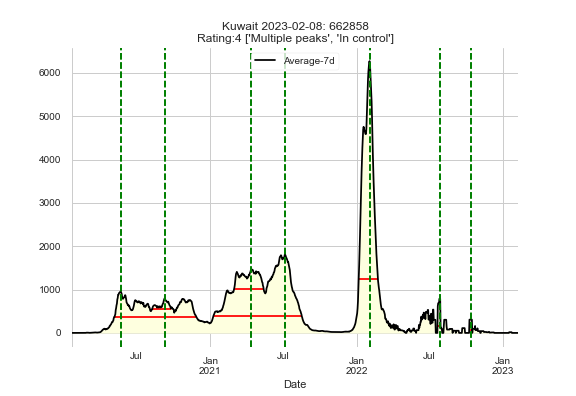 Kuwait 2023-02-08: 662858
Rating:4 ['Multiple peaks', 'In control']
Average-7d
6000
5000
4000
3000
2000
1000
0
Jul
Jan
2021
Jul
Jan
2022
Jul
Jan
2023
Date